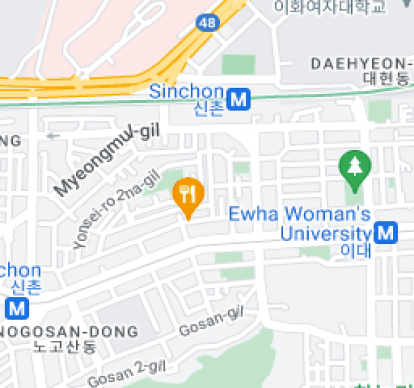 이화여자대학교
48
DAEHYEON-
대현동
Sinchon
신촌
M
NG
Myeongmul-gil
Yonsei-ro 2na-gil
Ewha Woman's
University
이대
M
chon
신촌
M
NOGOSAN-DONG
노고산동
Gosan-gil
Gosan 2-gil